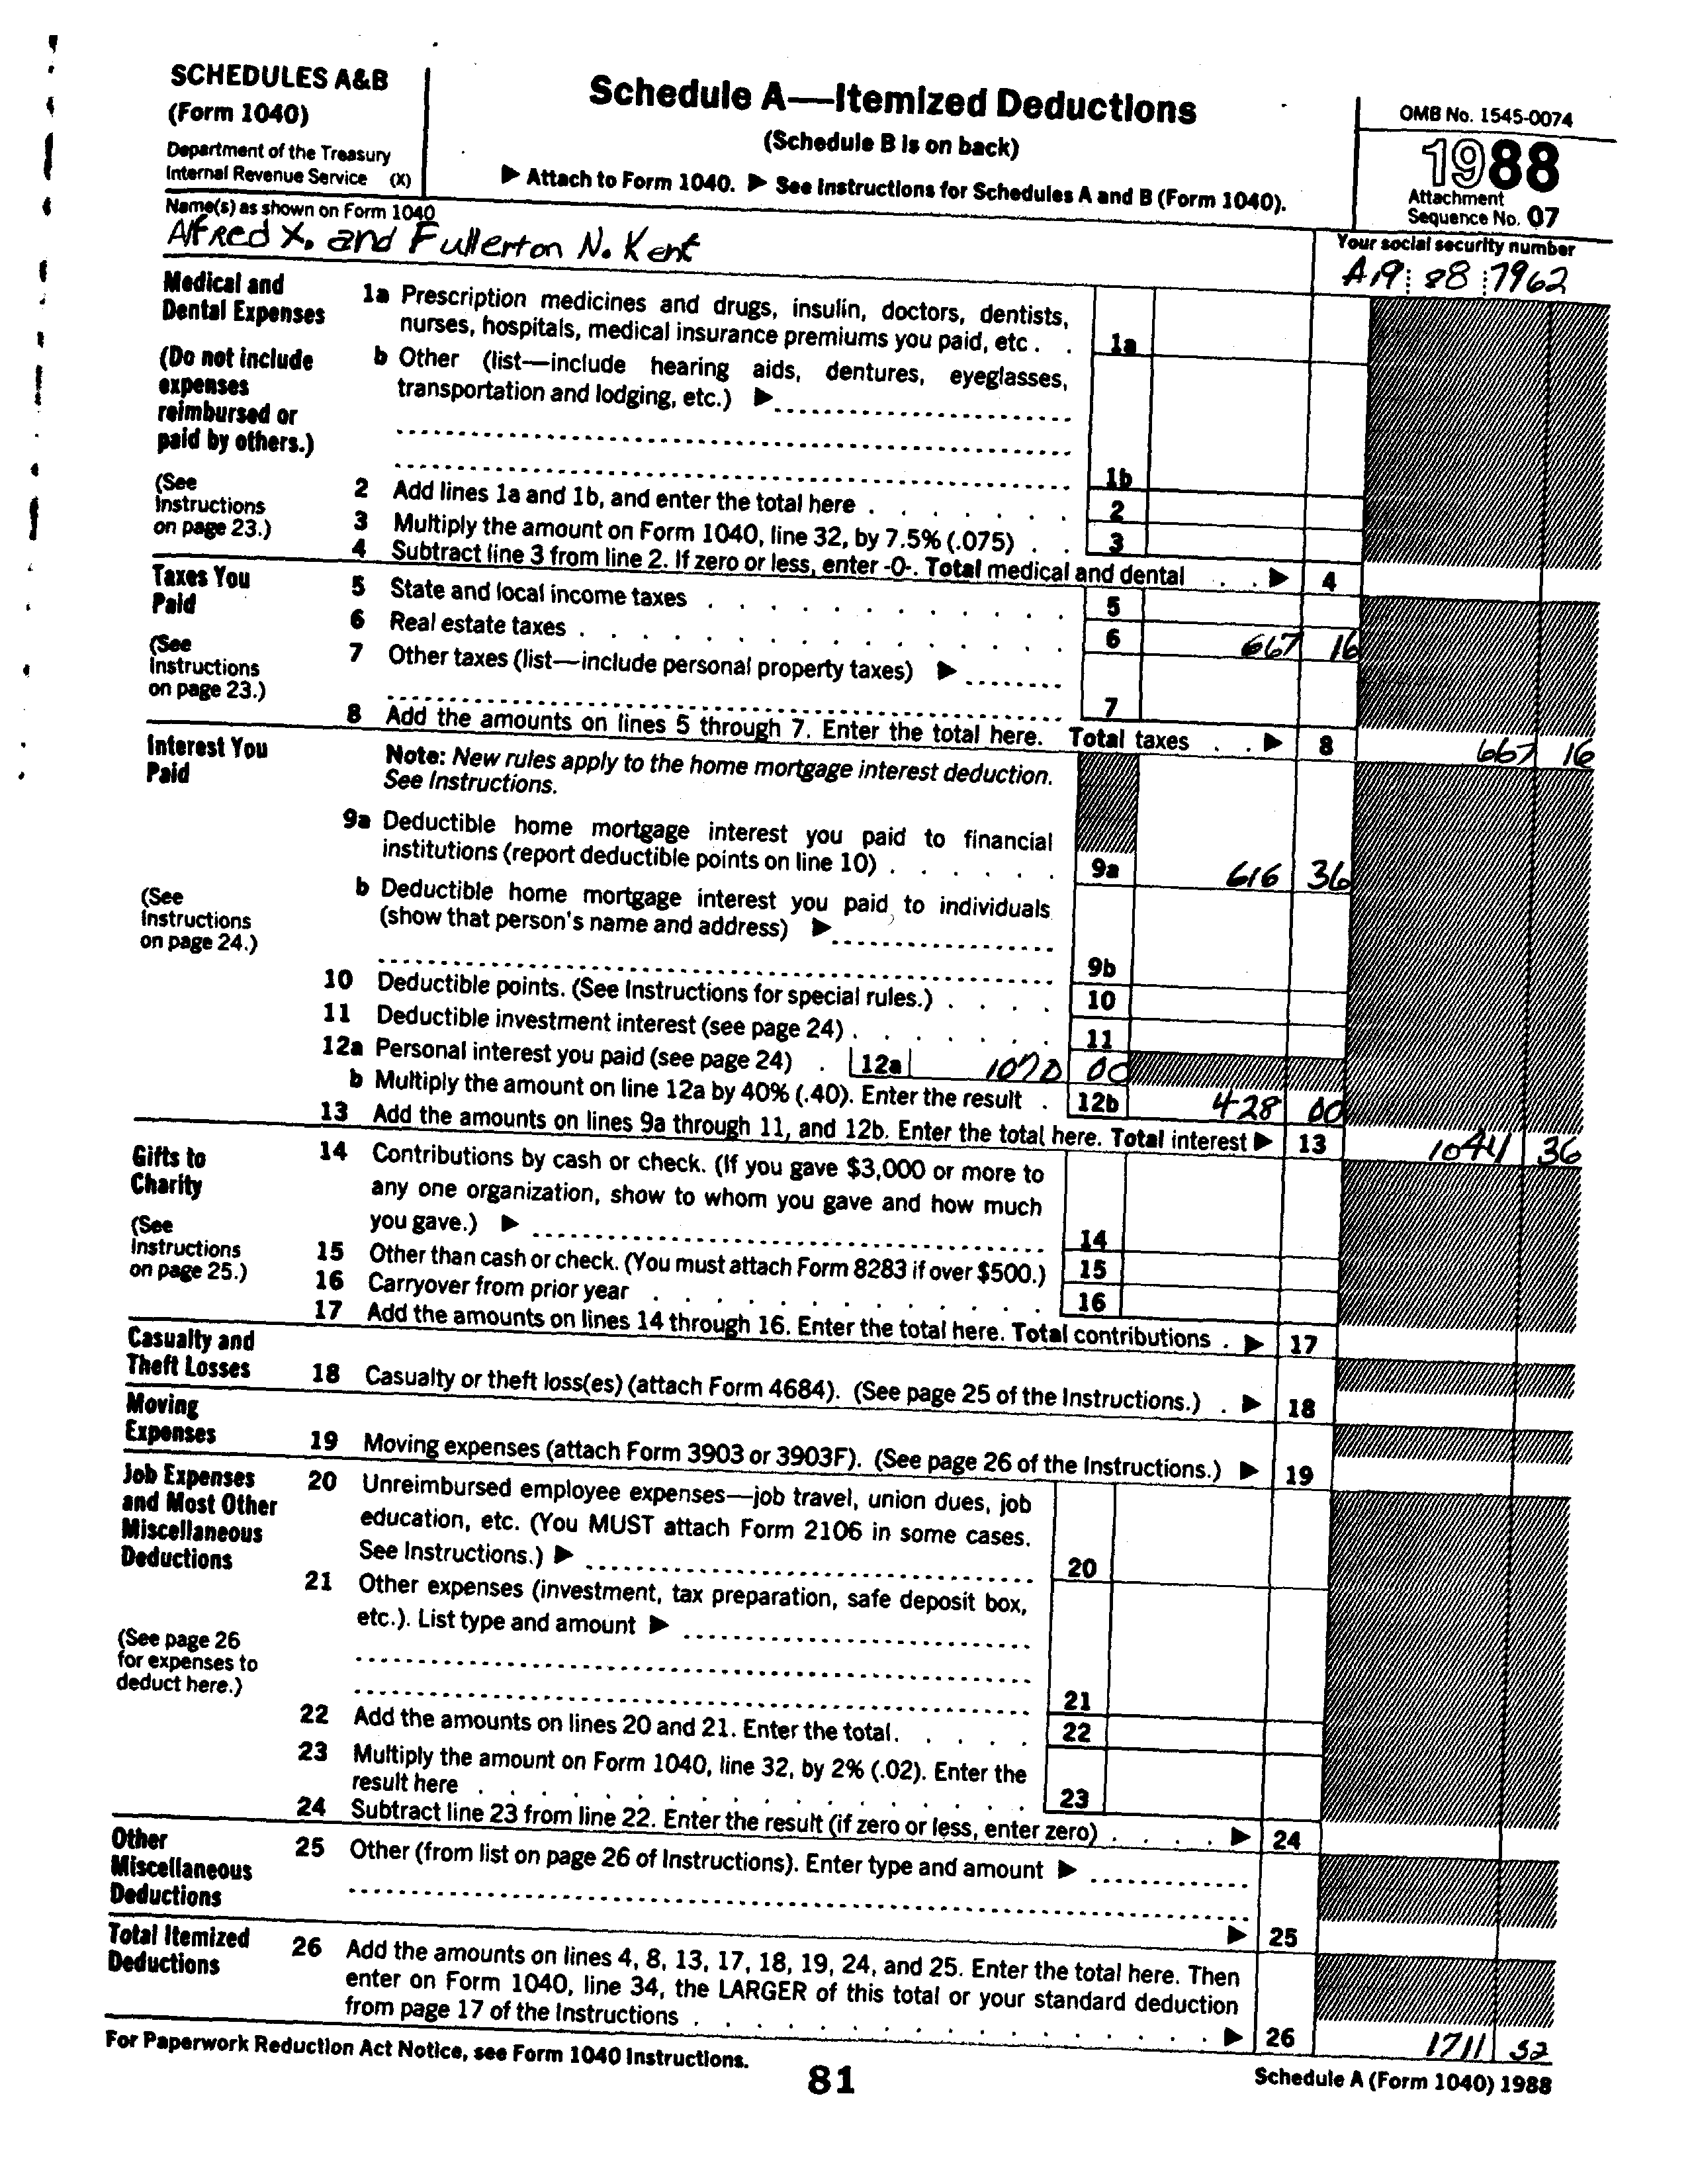 SCHEDULES A&B
(Form 1040)
Department of the Treasury
Internal Revenue Service (X)
Schedule A—Itemized Deductions
(Schedule B is on back)
▶ Attach to Form 1040. ▶ See Instructions for Schedules A and B (Form 1040).
OMB No. 1545-0074
1988
Attachment
Sequence No. 07
Name(s) as shown on Form 1040
Alfred X. and Fullerton N. Kent
Your social security number
A19 88 7962
Medical and
Dental Expenses
(Do not include
expenses
reimbursed or
paid by others.)
(See
Instructions
on page 23.)
1a Prescription medicines and drugs, insulin, doctors, dentists,
nurses, hospitals, medical insurance premiums you paid, etc . . 1a
b Other (list—include hearing aids, dentures, eyeglasses,
transportation and lodging, etc.) ▶
1b
2 Add lines 1a and 1b, and enter the total here . . . . . . . 2
3 Multiply the amount on Form 1040, line 32, by 7.5% (.075) . . 3
4 Subtract line 3 from line 2. If zero or less, enter -0-. Total medical and dental . . ▶ 4
Taxes You
Paid
(See
Instructions
on page 23.)
5 State and local income taxes . . . . . . . . . . . . 5
6 Real estate taxes . . . . . . . . . . . . . . . 6 667 16
7 Other taxes (list—include personal property taxes) ▶
7
8 Add the amounts on lines 5 through 7. Enter the total here. Total taxes . . ▶ 8 667 16
Interest You
Paid
(See
Instructions
on page 24.)
Note: New rules apply to the home mortgage interest deduction.
See Instructions.
9a Deductible home mortgage interest you paid to financial
institutions (report deductible points on line 10) . . . . . . 9a 616 36
b Deductible home mortgage interest you paid to individuals
(show that person's name and address) ▶
9b
10 Deductible points. (See Instructions for special rules.) . . . . 10
11 Deductible investment interest (see page 24) . . . . . . . 11
12a Personal interest you paid (see page 24) . 12a 1070 00
b Multiply the amount on line 12a by 40% (.40). Enter the result . 12b 428 00
13 Add the amounts on lines 9a through 11, and 12b. Enter the total here. Total interest ▶ 13 1044 36
Gifts to
Charity
(See
Instructions
on page 25.)
14 Contributions by cash or check. (If you gave $3,000 or more to
any one organization, show to whom you gave and how much
you gave.) ▶ 14
15 Other than cash or check. (You must attach Form 8283 if over $500.) 15
16 Carryover from prior year . . . . . . . . . . . . . 16
17 Add the amounts on lines 14 through 16. Enter the total here. Total contributions . ▶ 17
Casualty and
Theft Losses
18 Casualty or theft loss(es) (attach Form 4684). (See page 25 of the Instructions.) . ▶ 18
Moving
Expenses
19 Moving expenses (attach Form 3903 or 3903F). (See page 26 of the Instructions.) ▶ 19
Job Expenses
and Most Other
Miscellaneous
Deductions
(See page 26
for expenses to
deduct here.)
20 Unreimbursed employee expenses—job travel, union dues, job
education, etc. (You MUST attach Form 2106 in some cases.
See Instructions.) ▶ 20
21 Other expenses (investment, tax preparation, safe deposit box,
etc.). List type and amount ▶
21
22 Add the amounts on lines 20 and 21. Enter the total. . . . . 22
23 Multiply the amount on Form 1040, line 32, by 2% (.02). Enter the
result here . . . . . . . . . . . . . . . . . 23
24 Subtract line 23 from line 22. Enter the result (if zero or less, enter zero) . . . . ▶ 24
Other
Miscellaneous
Deductions
25 Other (from list on page 26 of Instructions). Enter type and amount ▶
▶ 25
Total Itemized
Deductions
26 Add the amounts on lines 4, 8, 13, 17, 18, 19, 24, and 25. Enter the total here. Then
enter on Form 1040, line 34, the LARGER of this total or your standard deduction
from page 17 of the Instructions . . . . . . . . . . . . . . . . ▶ 26 1711 52
For Paperwork Reduction Act Notice, see Form 1040 Instructions.
81
Schedule A (Form 1040) 1988